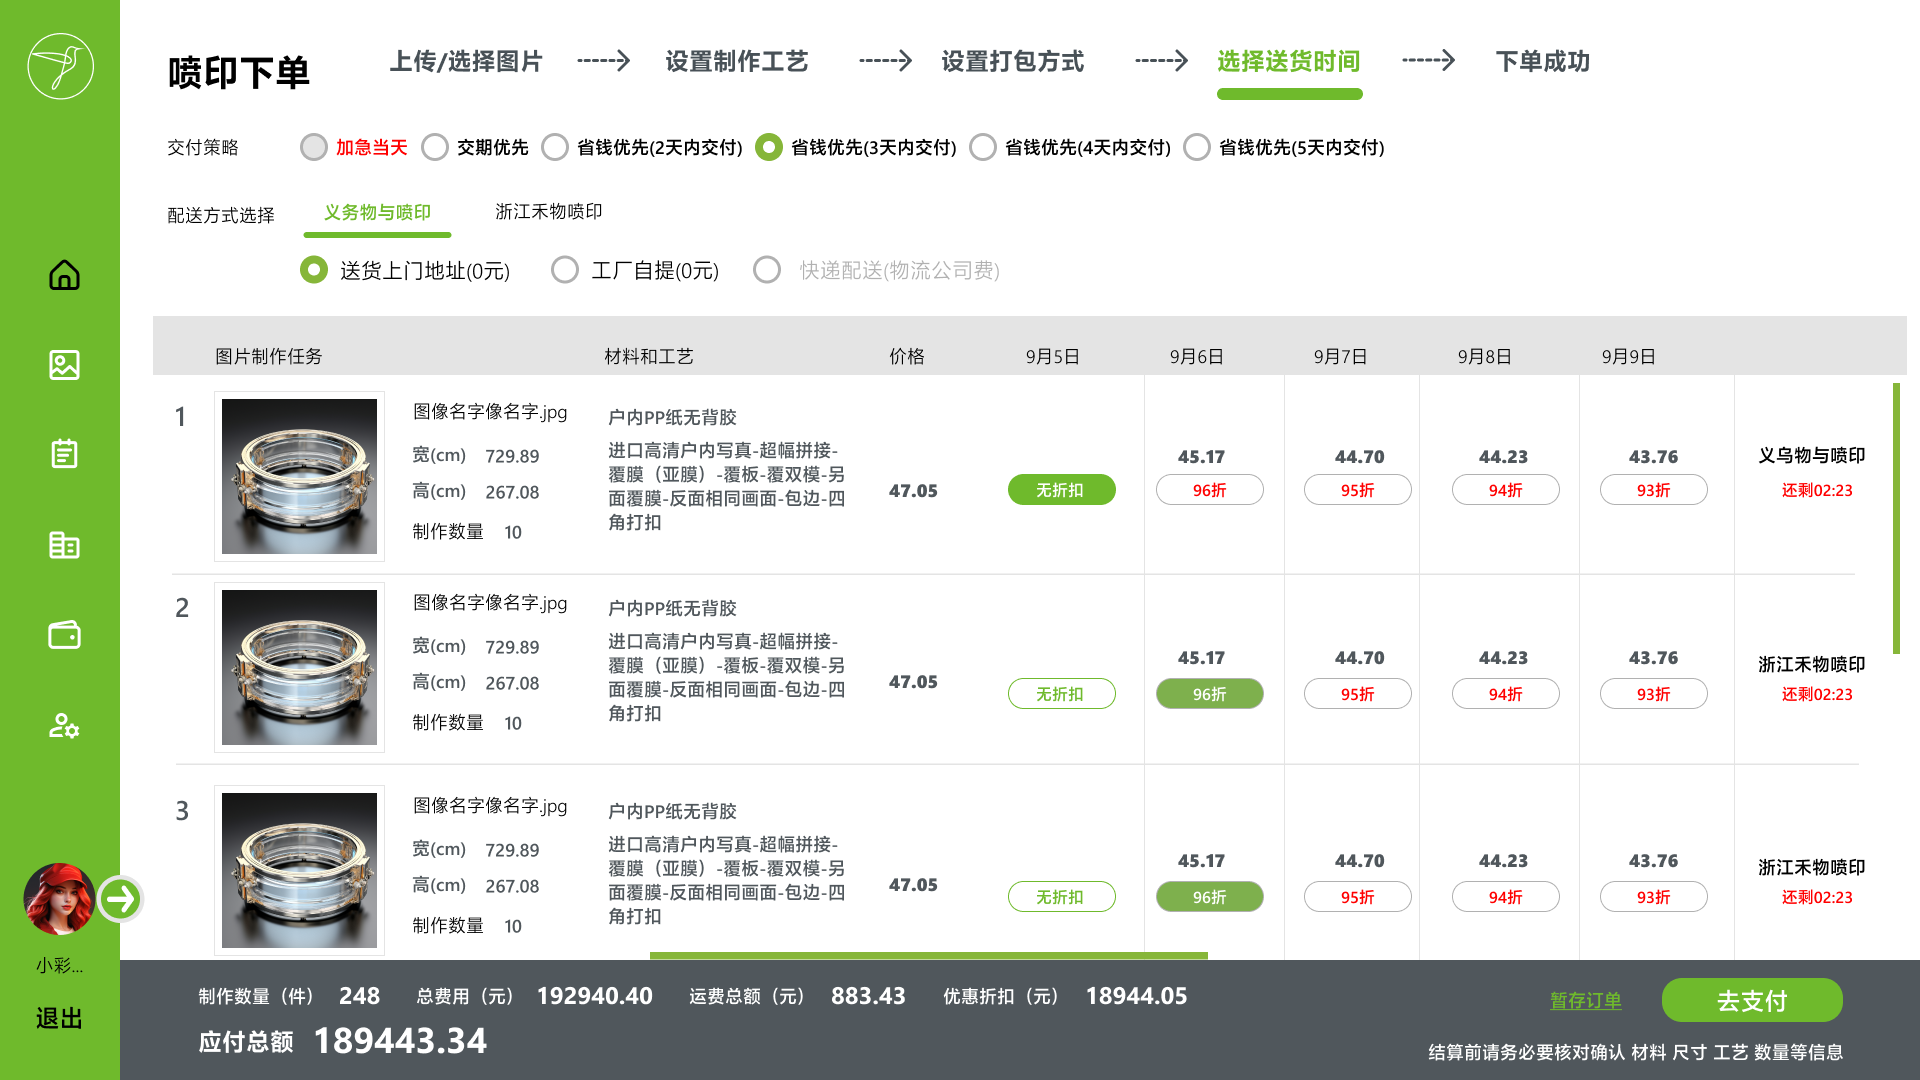 喷印下单
上传/选择图片
设置制作工艺
设置打包方式
选择送货时间
下单成功
交付策略
加急当天
交期优先
省钱优先(2天内交付)
省钱优先(3天内交付)
省钱优先(4天内交付)
省钱优先(5天内交付)
配送方式选择
义务物与喷印
浙江禾物喷印
送货上门地址(0元)
工厂自提(0元)
快递配送(物流公司费)
图片制作任务
材料和工艺
价格
9月5日
9月6日
9月7日
9月8日
9月9日
1
图像名字像名字.jpg
宽(cm) 729.89
高(cm) 267.08
制作数量 10
户内PP纸无背胶
进口高清户内写真-超幅拼接-
覆膜（亚膜）-覆板-覆双模-另
面覆膜-反面相同画面-包边-四
角打扣
47.05
无折扣
45.17
96折
44.70
95折
44.23
94折
43.76
93折
义乌物与喷印
还剩02:23
2
图像名字像名字.jpg
宽(cm) 729.89
高(cm) 267.08
制作数量 10
户内PP纸无背胶
进口高清户内写真-超幅拼接-
覆膜（亚膜）-覆板-覆双模-另
面覆膜-反面相同画面-包边-四
角打扣
47.05
无折扣
45.17
96折
44.70
95折
44.23
94折
43.76
93折
浙江禾物喷印
还剩02:23
3
图像名字像名字.jpg
宽(cm) 729.89
高(cm) 267.08
制作数量 10
户内PP纸无背胶
进口高清户内写真-超幅拼接-
覆膜（亚膜）-覆板-覆双模-另
面覆膜-反面相同画面-包边-四
角打扣
47.05
无折扣
45.17
96折
44.70
95折
44.23
94折
43.76
93折
浙江禾物喷印
还剩02:23
小彩...
退出
制作数量（件） 248
总费用（元） 192940.40
运费总额（元） 883.43
优惠折扣（元） 18944.05
应付总额 189443.34
暂存订单
去支付
结算前请务必要核对确认 材料 尺寸 工艺 数量等信息